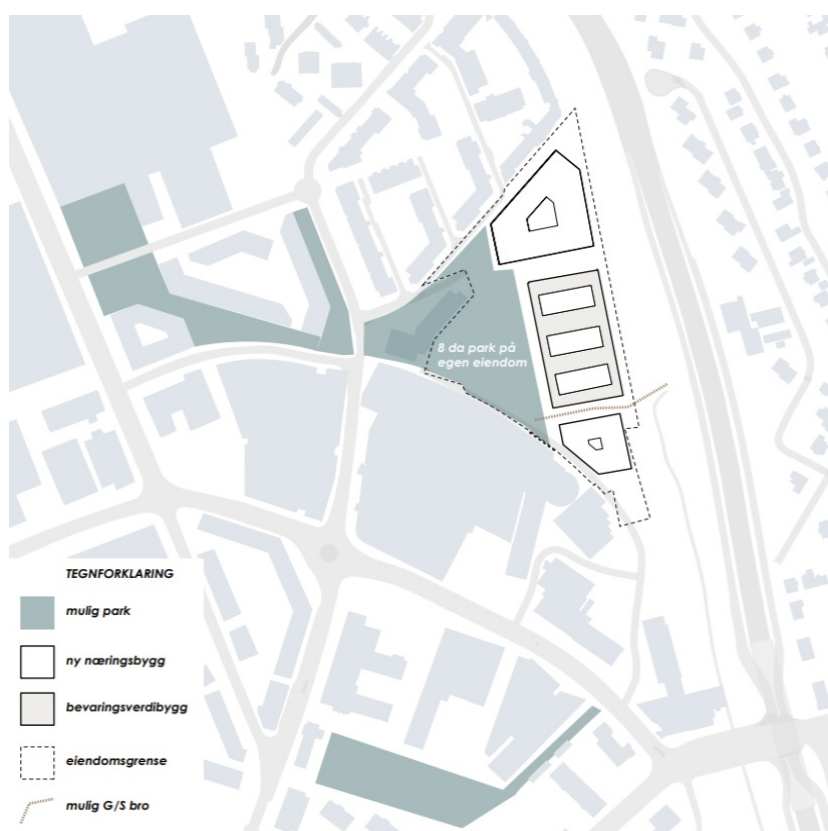 8 da park på
egen eiendom
TEGNFORKLARING
mulig park
ny næringsbygg
bevaringsverdibygg
eiendomsgrense
mulig G/S bro